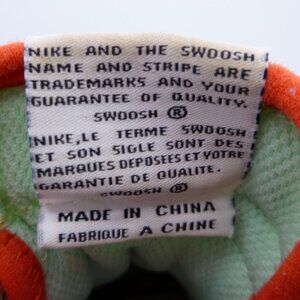 NIKE AND THE SWOOSH
NAME AND STRIPE ARE
TRADEMARKS AND YOUR
GUARANTEE OF QUALITY.
SWOOSH ®
NIKE, LE TERME SWOOSH
ET SON SIGLE SONT DES
MARQUES DEPOSEES ET VOTRE
GARANTIE DE QUALITE.
SWOOSH ®
MADE IN CHINA
FABRIQUE A CHINE